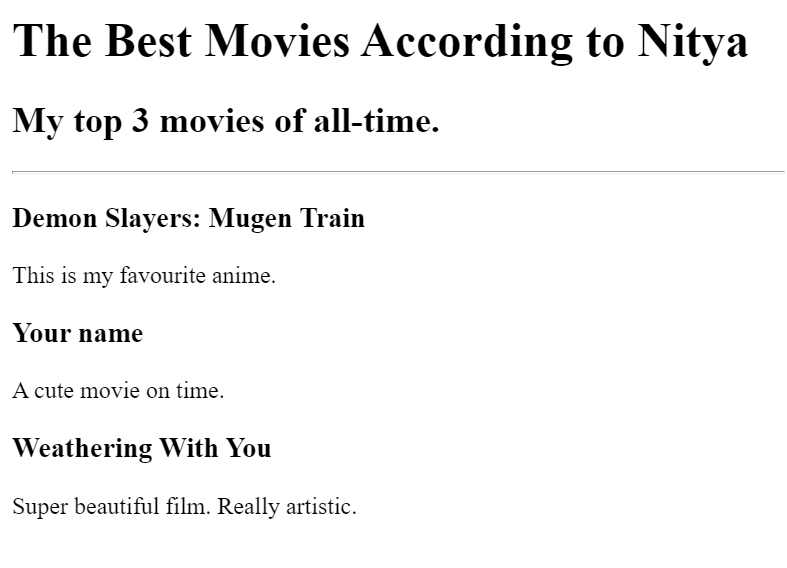 The Best Movies According to Nitya
My top 3 movies of all-time.
Demon Slayers: Mugen Train
This is my favourite anime.
Your name
A cute movie on time.
Weathering With You
Super beautiful film. Really artistic.